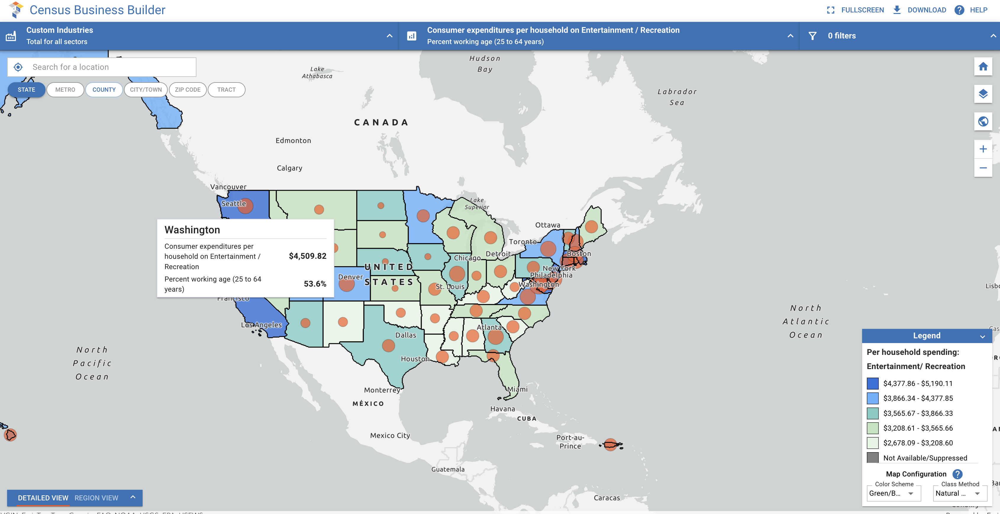 Census Business Builder
FULLSCREEN
DOWNLOAD
HELP
Custom Industries
Total for all sectors
Consumer expenditures per household on Entertainment / Recreation
Percent working age (25 to 64 years)
0 filters
Search for a location
STATE
METRO
COUNTY
CITY/TOWN
ZIP CODE
TRACT
Hudson
Bay
Lake
Athabasca
Labrador
Sea
CANADA
Edmonton
Calgary
Vancouver
Seattle
Lake
Superior
Ottawa
Toronto
Boston
Chicago
Detroit
New York
Philadelphia
Washington
UNITED
STATES
Denver
St. Louis
Washington
Consumer expenditures per
household on Entertainment /
Recreation
$4,509.82
Percent working age (25 to 64
years)
53.6%
Francisco
Los Angeles
Dallas
Atlanta
Houston
Miami
Monterrey
MÉXICO
Havana
CUBA
Mexico City
Port-au-
Prince
Guatemala
Caracas
North
Pacific
Ocean
North
Atlantic
Ocean
Legend
Per household spending:
Entertainment/ Recreation
$4,377.86 - $5,190.11
$3,866.34 - $4,377.85
$3,565.67 - $3,866.33
$3,208.61 - $3,565.66
$2,678.09 - $3,208.60
Not Available/Suppressed
Map Configuration
Color Scheme
Green/B...
Class Method
Natural ...
DETAILED VIEW
REGION VIEW